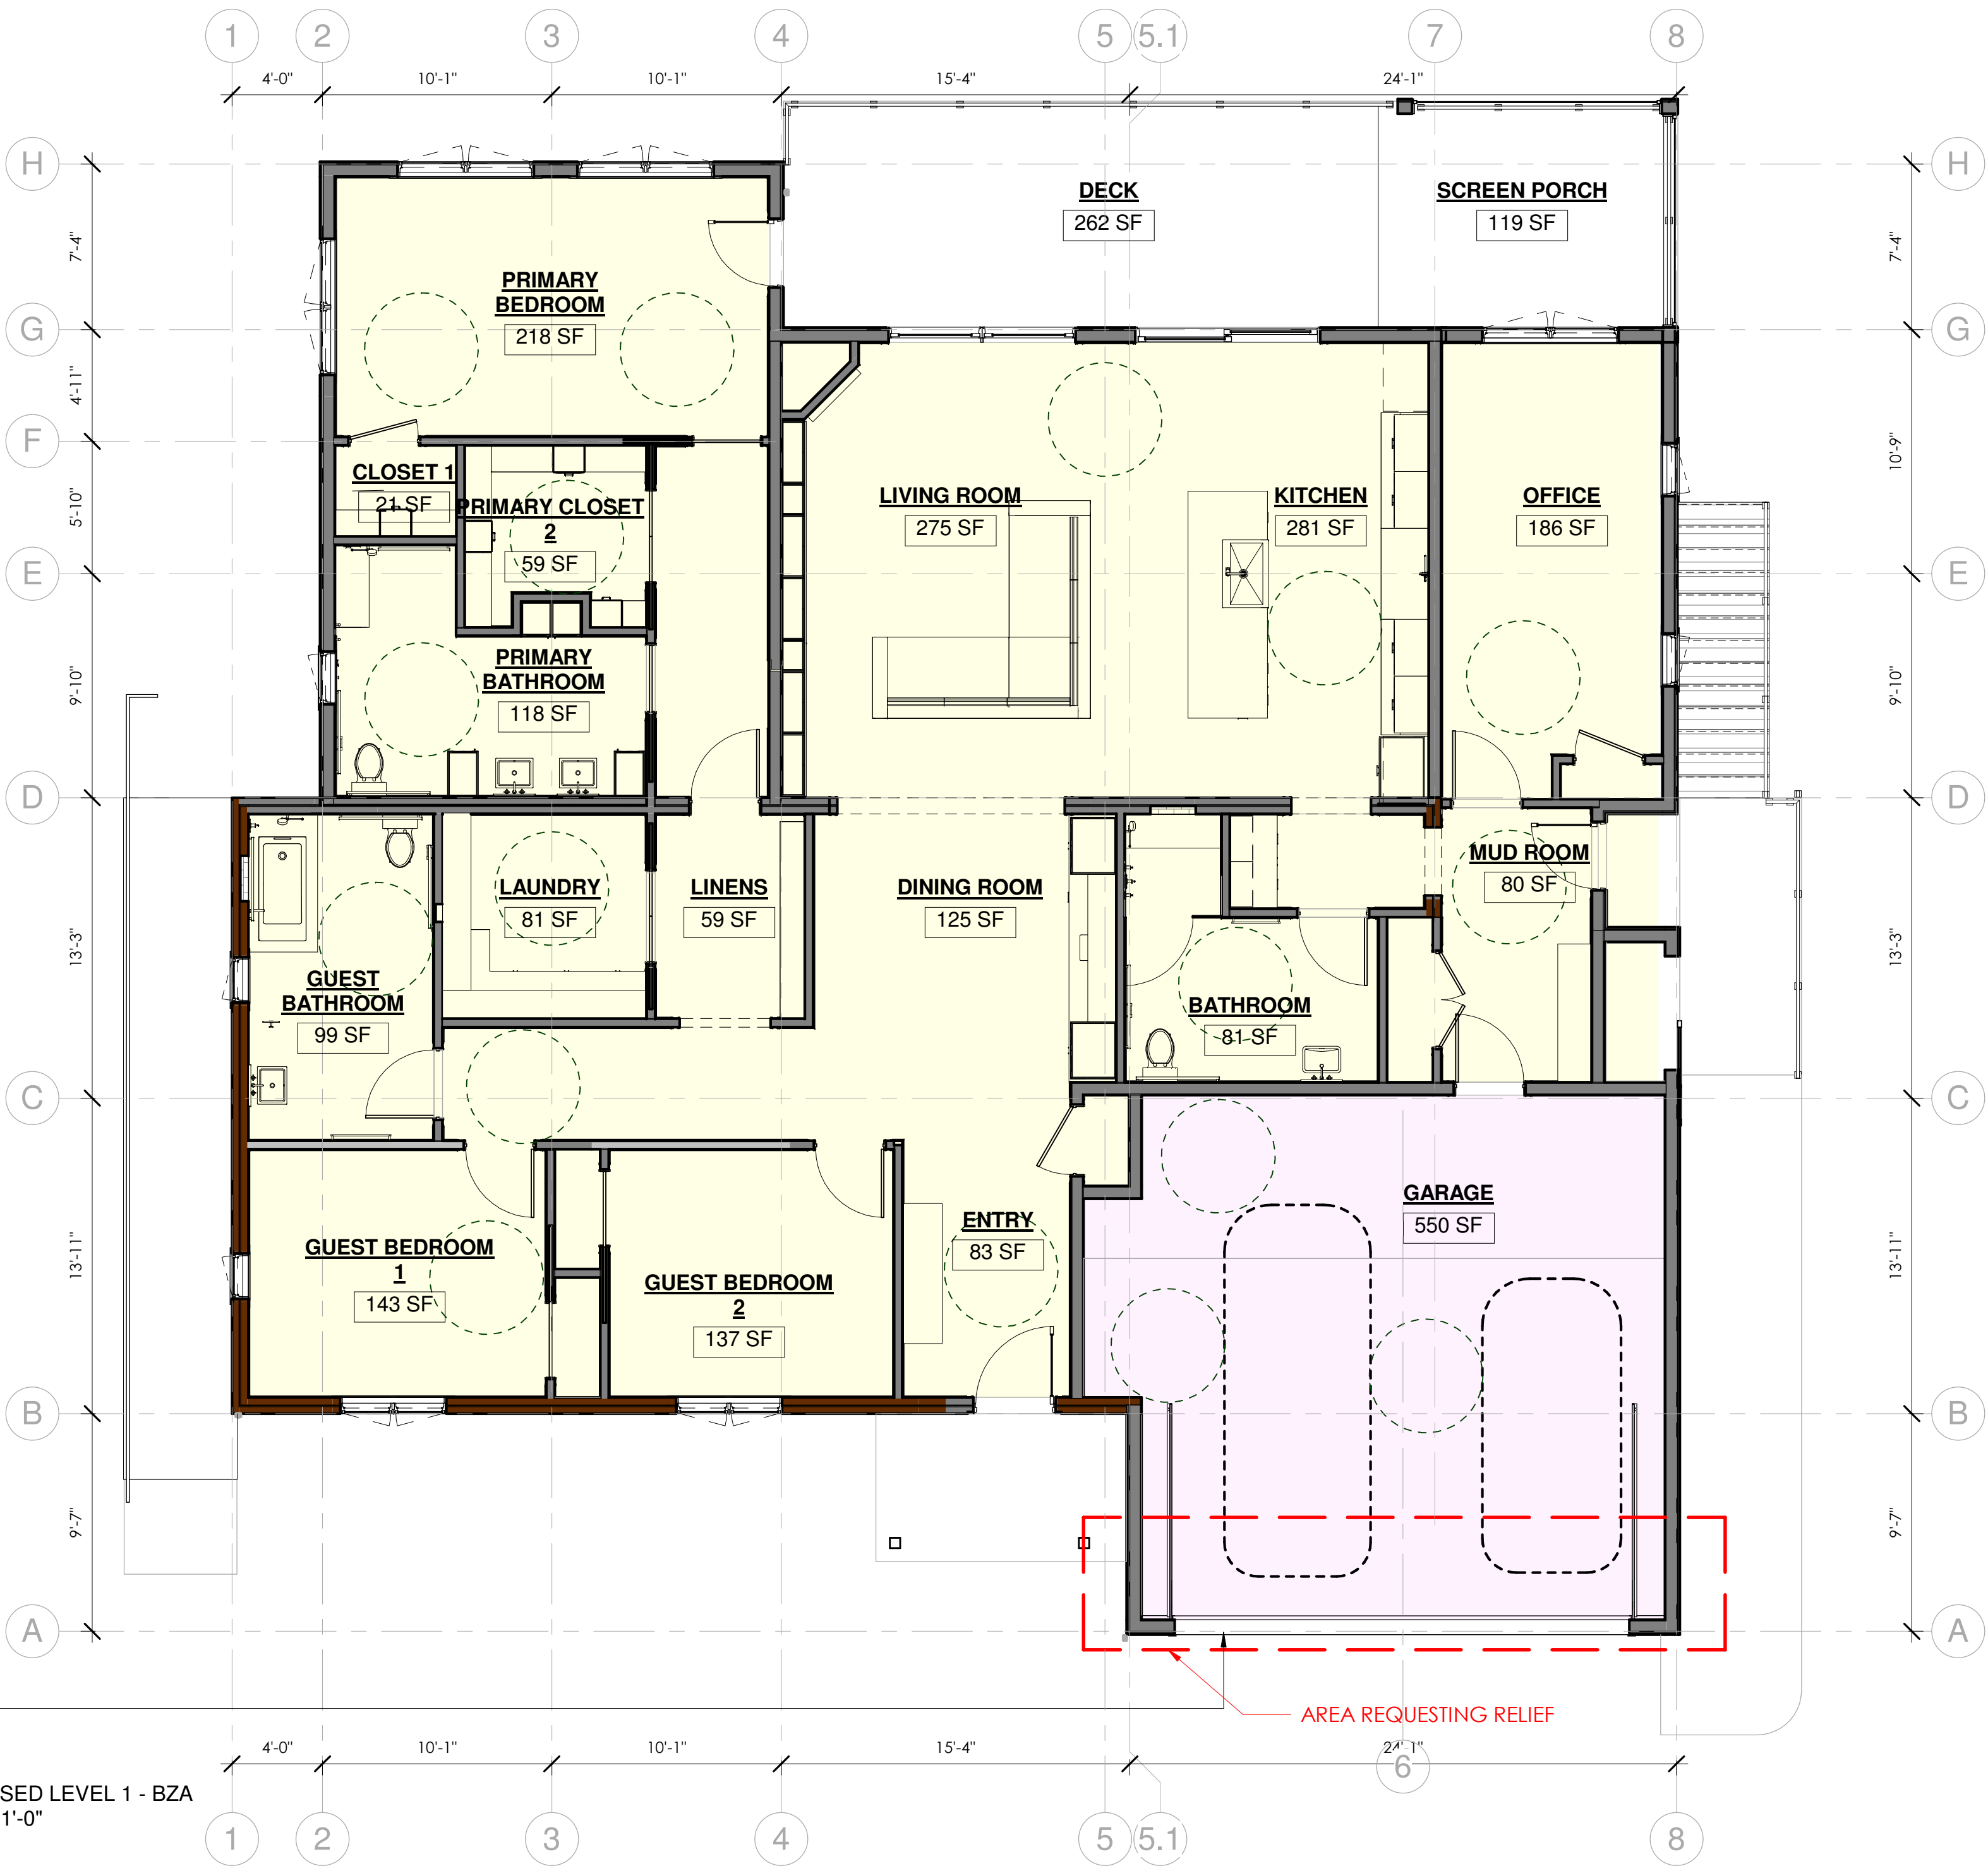 1 2 3 4 5 5.1 7 8
4'-0" 10'-1" 10'-1" 15'-4" 24'-1"
H H
DECK
262 SF
SCREEN PORCH
119 SF
7'-4" 7'-4"
PRIMARY
BEDROOM
218 SF
G G
4'-11"
10'-9"
F
CLOSET 1
21 SF
PRIMARY CLOSET
2
59 SF
LIVING ROOM
275 SF
KITCHEN
281 SF
OFFICE
186 SF
5'-10"
E E
PRIMARY
BATHROOM
118 SF
9'-10" 9'-10"
D D
MUD ROOM
80 SF
LAUNDRY
81 SF
LINENS
59 SF
DINING ROOM
125 SF
13'-3" 13'-3"
GUEST
BATHROOM
99 SF
BATHROOM
81 SF
C C
GARAGE
550 SF
ENTRY
83 SF
GUEST BEDROOM
1
143 SF
GUEST BEDROOM
2
137 SF
13'-11" 13'-11"
B B
9'-7" 9'-7"
A A
AREA REQUESTING RELIEF
4'-0" 10'-1" 10'-1" 15'-4" 24'-1"
6
SED LEVEL 1 - BZA
1'-0"
1 2 3 4 5 5.1 8